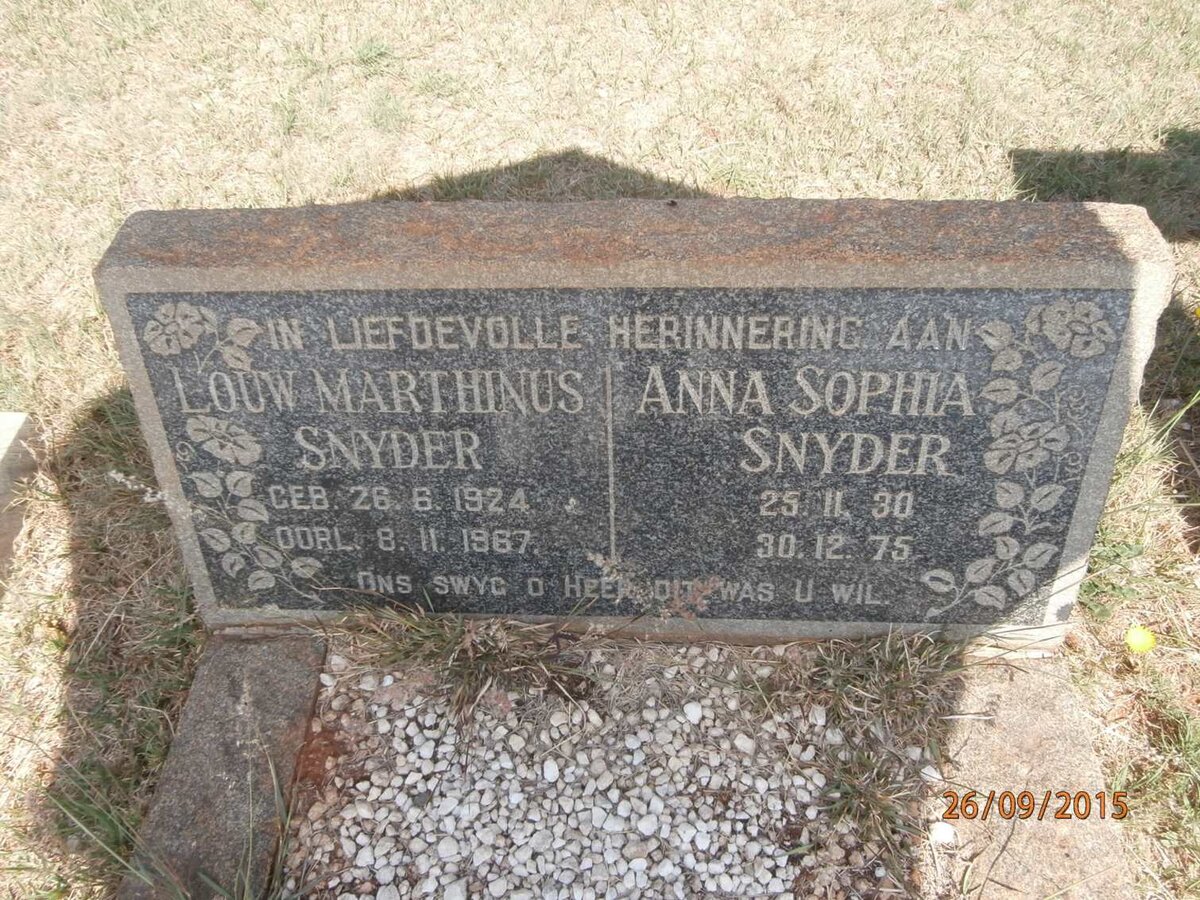 IN LIEFDEVOLLE HERINNERING AAN
LOUW MARTHINUS
SNYDER
GEB. 26. 6. 1924
OORL. 8. 11. 1967.
ANNA SOPHIA
SNYDER
25. 11. 30
30. 12. 75.
ONS SWYG O HEER DIT WAS U WIL.
26/09/2015